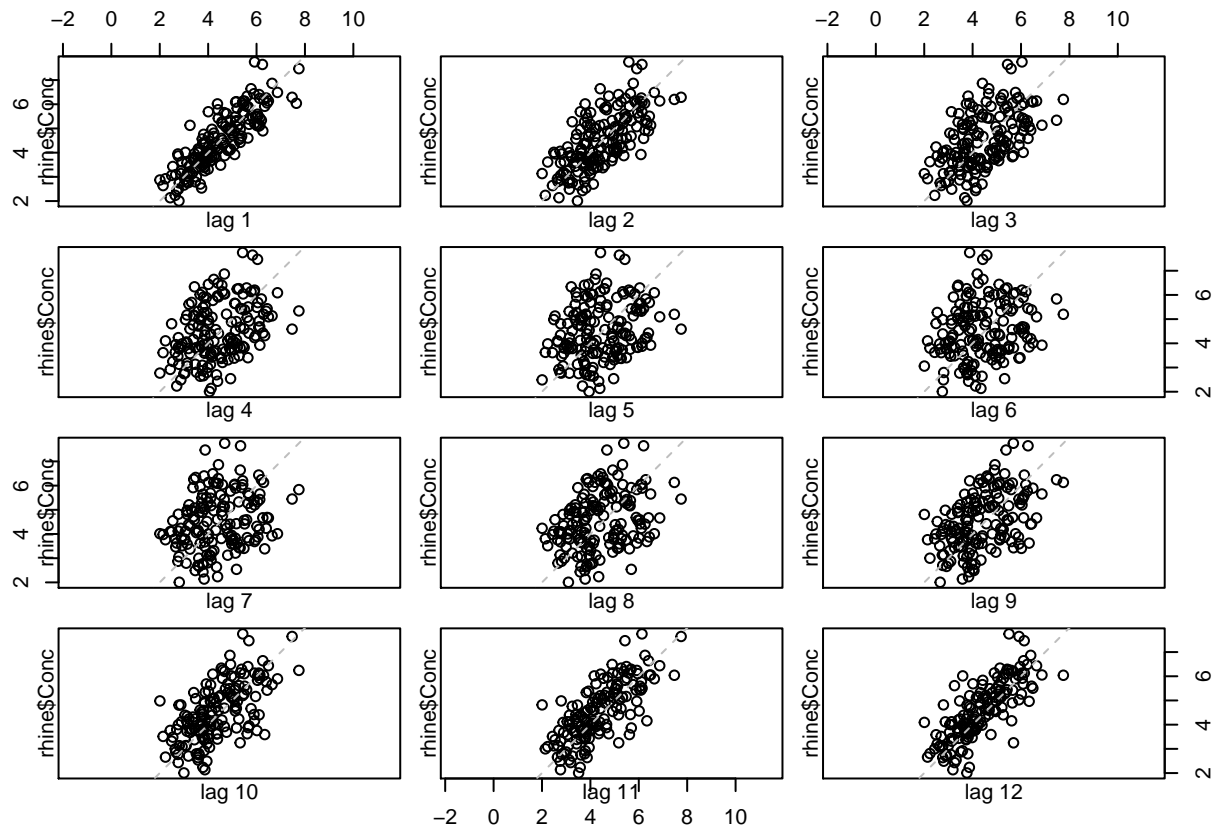 −2 0 2 4 6 8 10 −2 0 2 4 6 8 10
2 4 6
rhine$Conc
rhine$Conc
rhine$Conc
lag 1
lag 2
lag 3
rhine$Conc
rhine$Conc
rhine$Conc
2 4 6
lag 4
lag 5
lag 6
2 4 6
rhine$Conc
rhine$Conc
rhine$Conc
lag 7
lag 8
lag 9
rhine$Conc
rhine$Conc
rhine$Conc
2 4 6
lag 10
lag 11
lag 12
−2 0 2 4 6 8 10